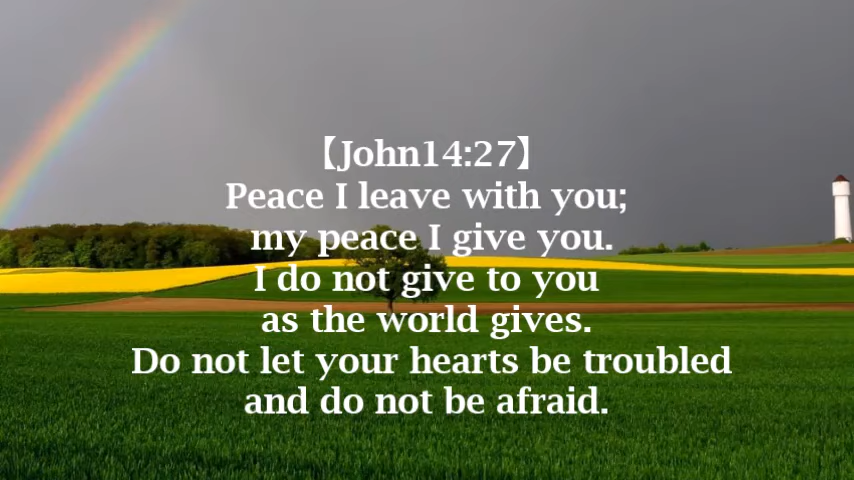 【John14:27】
Peace I leave with you;
my peace I give you.
I do not give to you
as the world gives.
Do not let your hearts be troubled
and do not be afraid.